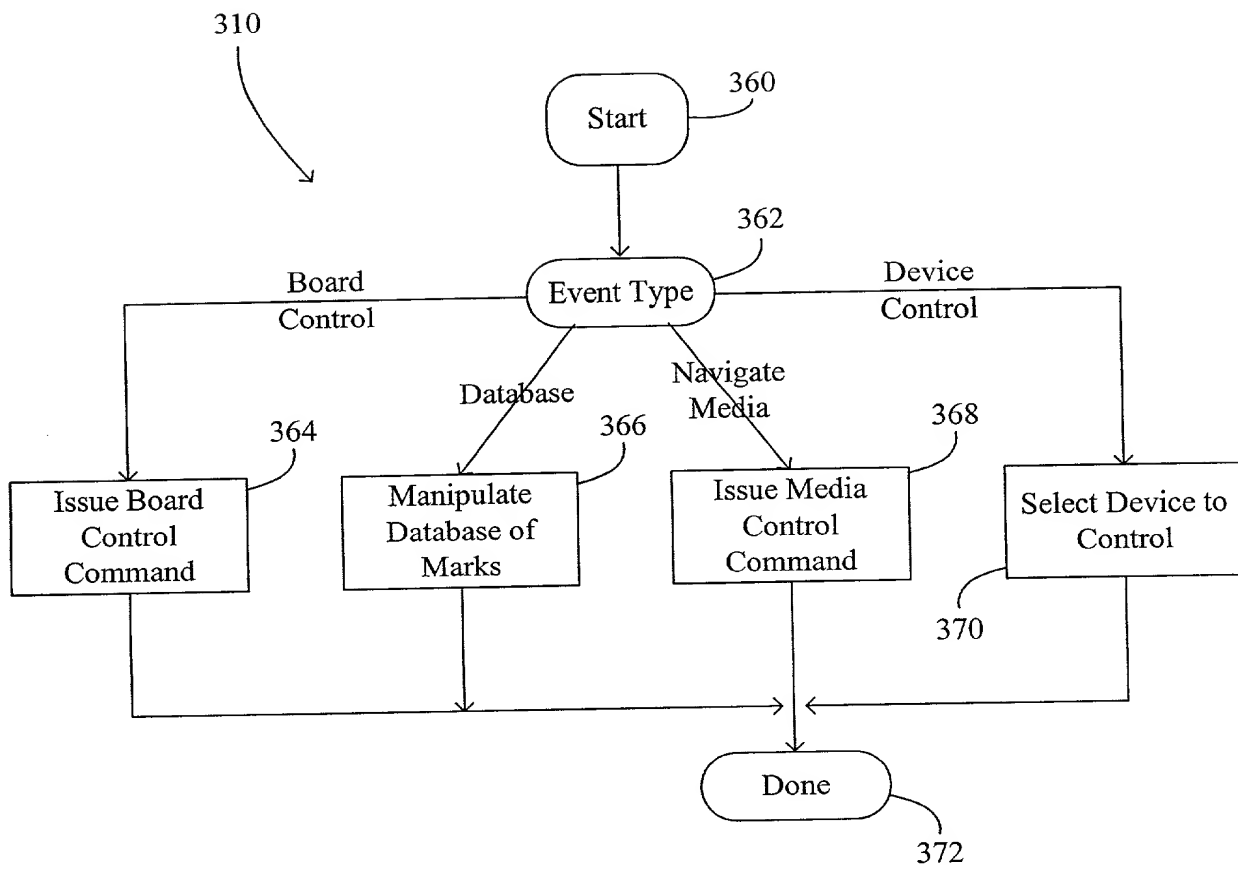 310
360
Start
362
Board
Control
Event Type
Device
Control
Database
Navigate
Media
364
366
368
Issue Board
Control
Command
Manipulate
Database of
Marks
Issue Media
Control
Command
Select Device to
Control
370
Done
372